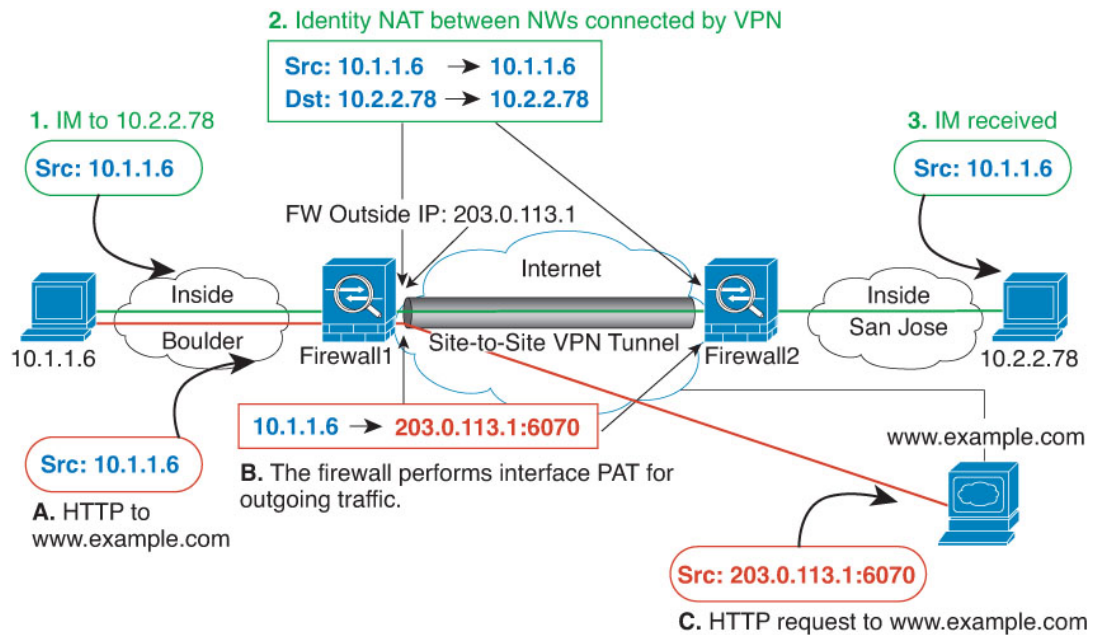 2. Identity NAT between NWs connected by VPN
Src: 10.1.1.6 → 10.1.1.6
Dst: 10.2.2.78 → 10.2.2.78
1. IM to 10.2.2.78
Src: 10.1.1.6
3. IM received
Src: 10.1.1.6
FW Outside IP: 203.0.113.1
Internet
Inside
Boulder
Inside
San Jose
10.1.1.6
Firewall1
Site-to-Site VPN Tunnel
Firewall2
10.2.2.78
10.1.1.6 → 203.0.113.1:6070
B. The firewall performs interface PAT for
outgoing traffic.
Src: 10.1.1.6
A. HTTP to
www.example.com
www.example.com
Src: 203.0.113.1:6070
C. HTTP request to www.example.com